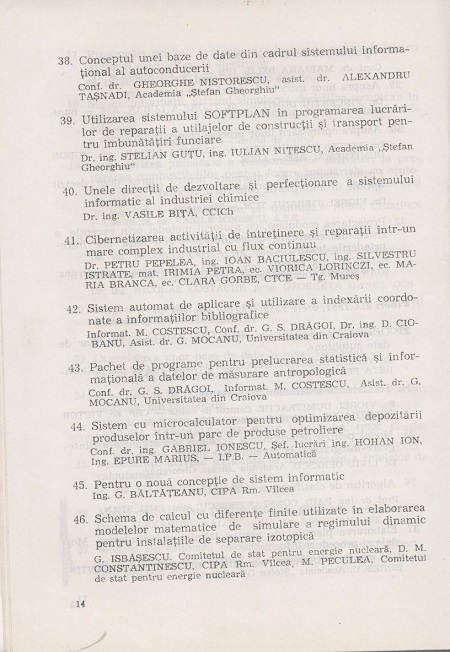 38. Conceptul unei baze de date din cadrul sistemului informa-
ţional al autoconducerii
Conf. dr. GHEORGHE NISTORESCU, asist. dr. ALEXANDRU
TAŞNADI, Academia „Ştefan Gheorghiu"
39. Utilizarea sistemului SOFTPLAN în programarea lucrări-
lor de reparaţii a utilajelor de construcţii şi transport pen-
tru îmbunătăţiri funciare
Dr. ing. STELIAN GUŢU, ing. IULIAN NIŢESCU, Academia „Ştefan
Gheorghiu"
40. Unele direcţii de dezvoltare şi perfecţionare a sistemului
informatic al industriei chimice
Dr. ing. VASILE BIŢĂ, CCICh
41. Cibernetizarea activităţii de întreţinere şi reparaţii într-un
mare complex industrial cu flux continuu
Dr. PETRU PEPELEA, ing. IOAN BACIULESCU, ing. SILVESTRU
ISTRATE, mat. IRIMIA PETRA, ec. VIORICA LORINCZI, ec. MA-
RIA BRANCA, ec. CLARA GORBE, CTCE — Tg. Mureş
42. Sistem automat de aplicare şi utilizare a indexării coordo-
nate a informaţiilor bibliografice
Informat. M. COSTESCU, Conf. dr. G. S. DRĂGOI, Dr. ing. D. CIO-
BANU, Asist. dr. G. MOCANU, Universitatea din Craiova
43. Pachet de programe pentru prelucrarea statistică şi infor-
maţională a datelor de măsurare antropologică
Conf. dr. G. S. DRĂGOI, Informat. M. COSTESCU, Asist. dr. G.
MOCANU, Universitatea din Craiova
44. Sistem cu microcalculator pentru optimizarea depozitării
produselor într-un parc de produse petroliere
Conf. dr. ing. GABRIEL IONESCU, Şef. lucrări ing. HOHAN ION,
Ing. EPURE MARIUS, — I.P.B. — Automatică
45. Pentru o nouă concepţie de sistem informatic
Ing. G. BĂLTĂŢEANU, CIPA Rm. Vîlcea
46. Schema de calcul cu diferenţe finite utilizate în elaborarea
modelelor matematice de simulare a regimului dinamic
pentru instalaţiile de separare izotopică
G. ISBĂŞESCU, Comitetul de stat pentru energie nucleară, D. M.
CONSTANTINESCU, CIPA Rm. Vîlcea, M. PECULEA, Comitetul
de stat pentru energie nucleară
14